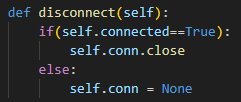 def disconnect(self):
    if(self.connected==True):
        self.conn.close
    else:
        self.conn = None